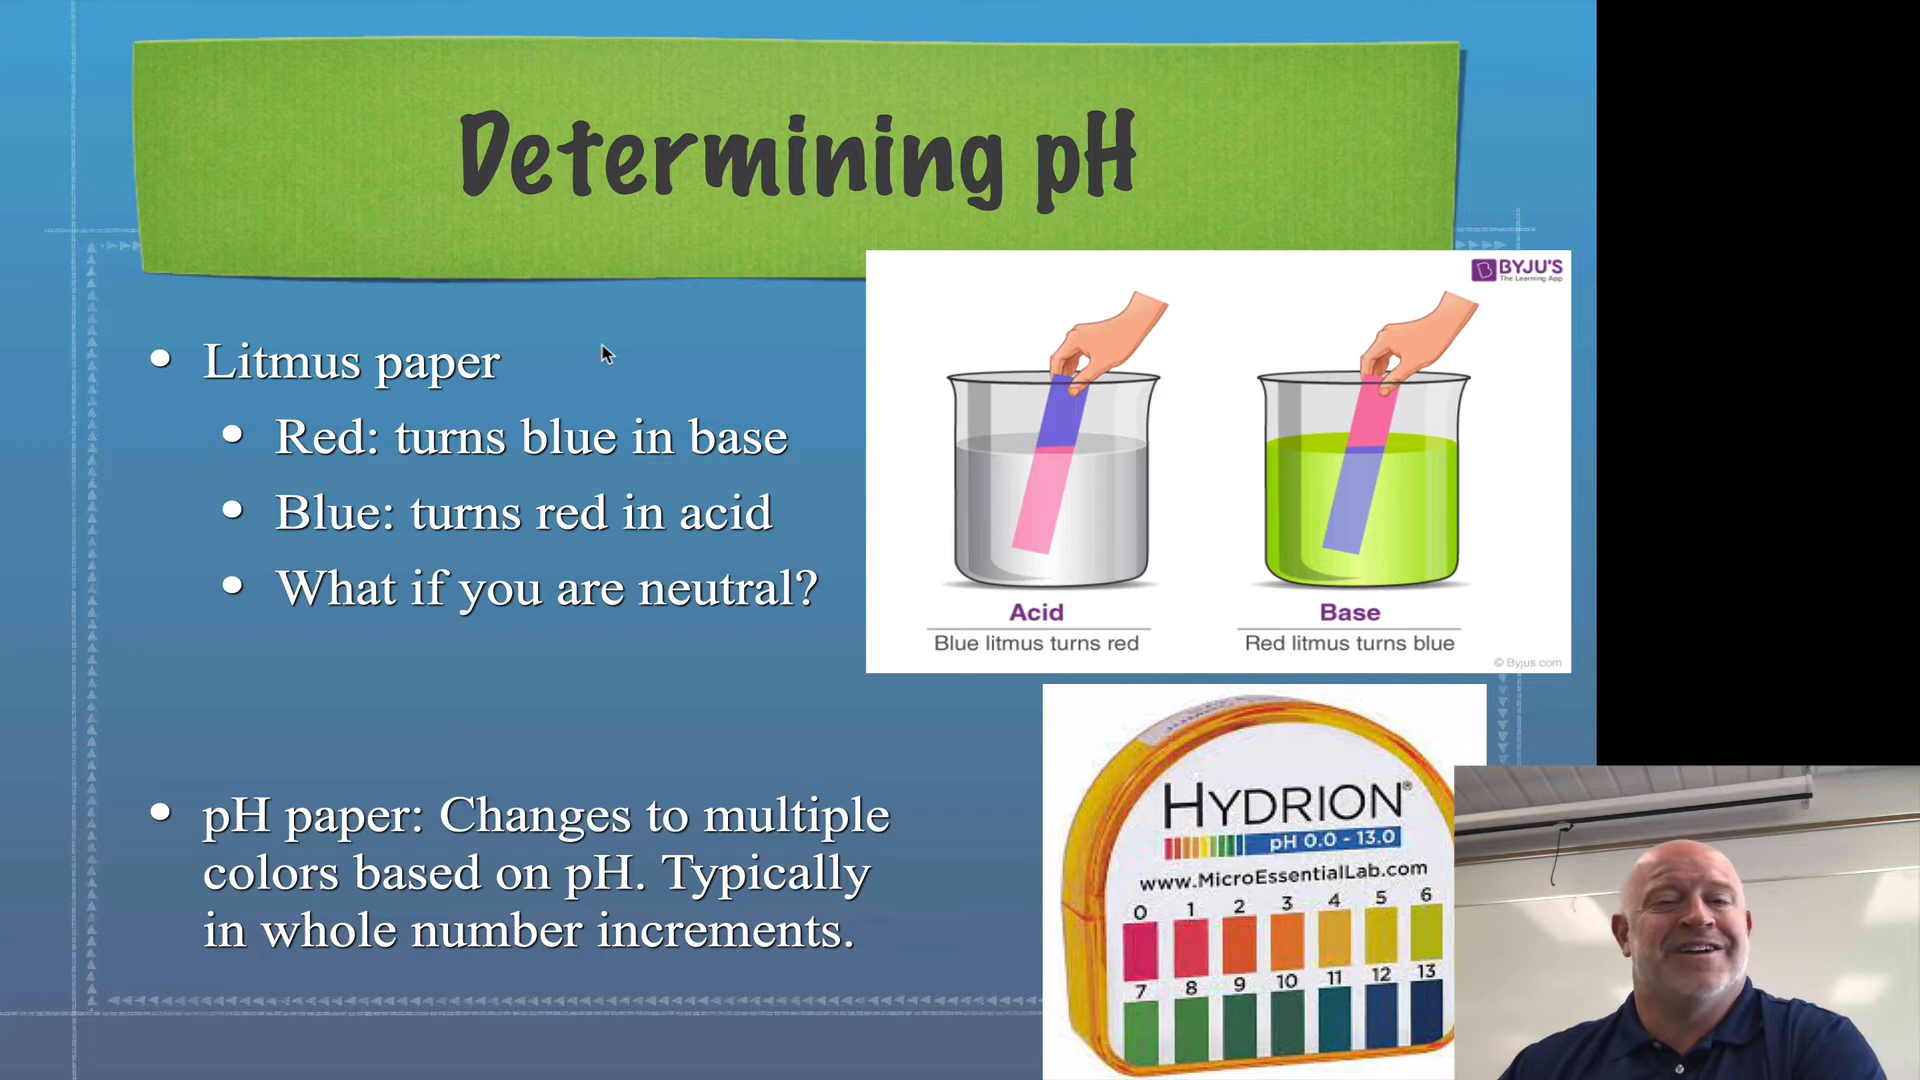 Determining pH
• Litmus paper
• Red: turns blue in base
• Blue: turns red in acid
• What if you are neutral?
• pH paper: Changes to multiple
colors based on pH. Typically
in whole number increments.
BYJU'S
The Learning App
Acid
Blue litmus turns red
Base
Red litmus turns blue
© Byjus.com
HYDRION®
pH 0.0 - 13.0
www.MicroEssentialLab.com
0 1 2 3 4 5 6
7 8 9 10 11 12 13